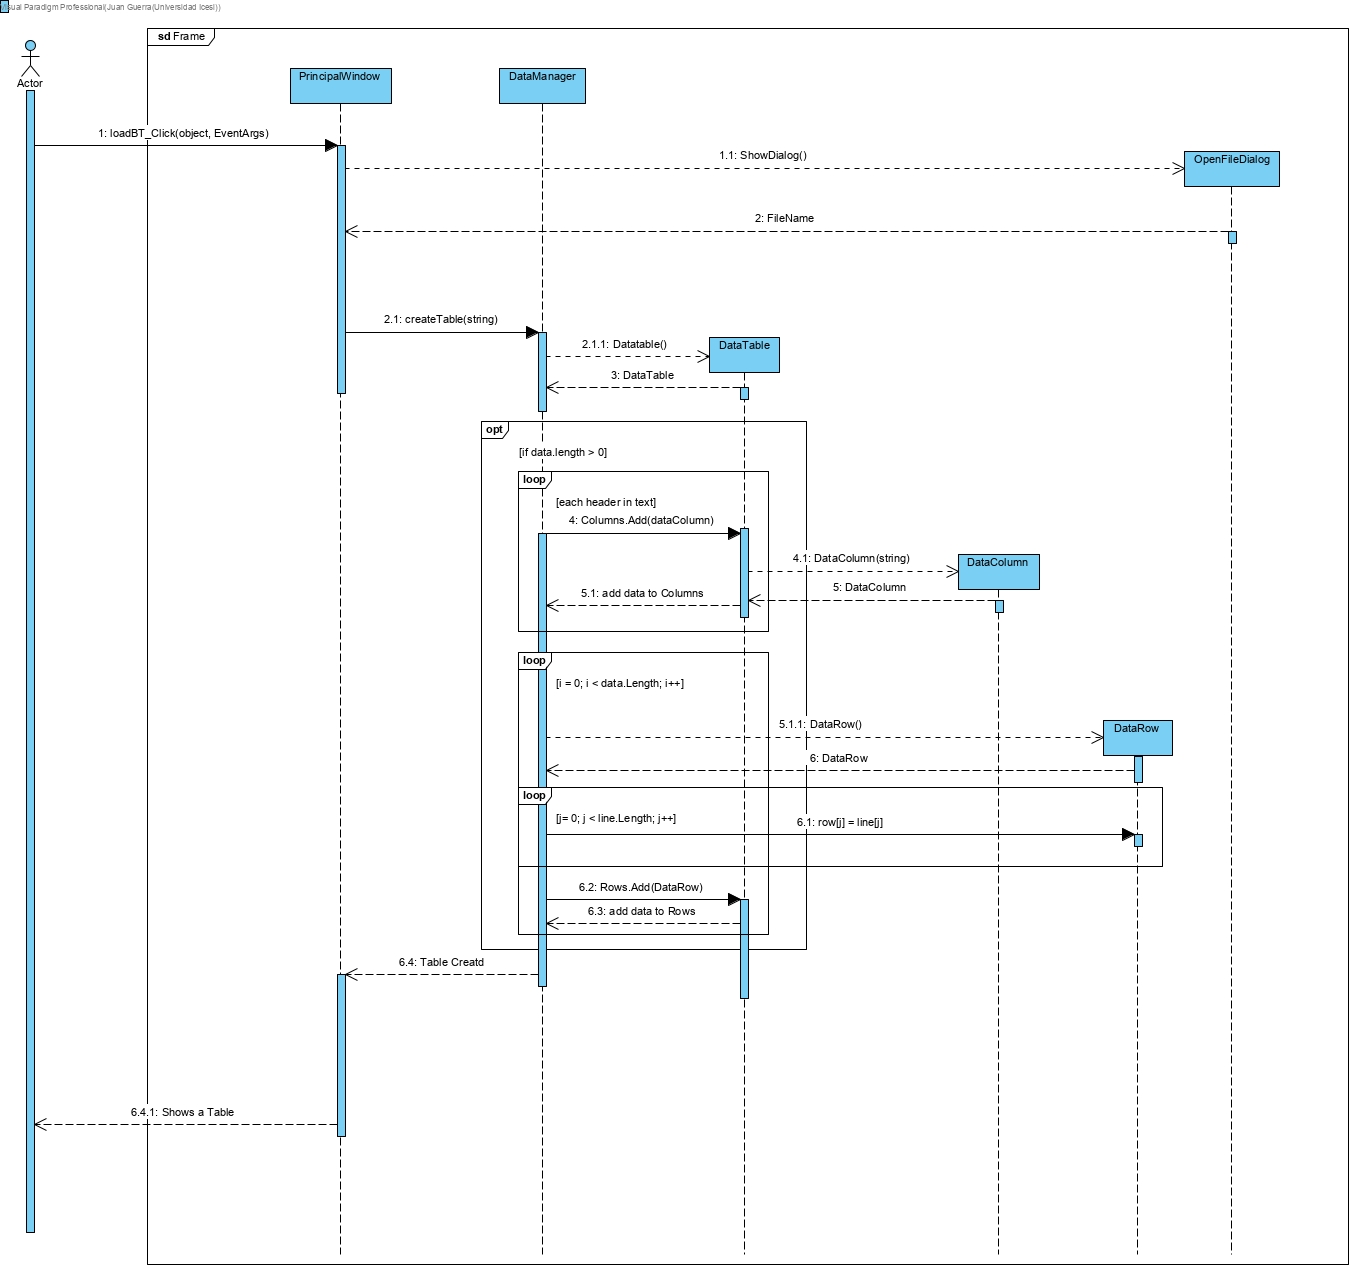 Visual Paradigm Professional(Juan Guerra(Universidad Icesi))
sd Frame
Actor
PrincipalWindow
DataManager
1: loadBT_Click(object, EventArgs)
1.1: ShowDialog()
OpenFileDialog
2: FileName
2.1: createTable(string)
2.1.1: Datatable()
DataTable
3: DataTable
opt
[if data.length > 0]
loop
[each header in text]
4: Columns.Add(dataColumn)
4.1: DataColumn(string)
DataColumn
5: DataColumn
5.1: add data to Columns
loop
[i = 0; i < data.Length; i++]
5.1.1: DataRow()
DataRow
6: DataRow
loop
[j= 0; j < line.Length; j++]
6.1: row[j] = line[j]
6.2: Rows.Add(DataRow)
6.3: add data to Rows
6.4: Table Creatd
6.4.1: Shows a Table